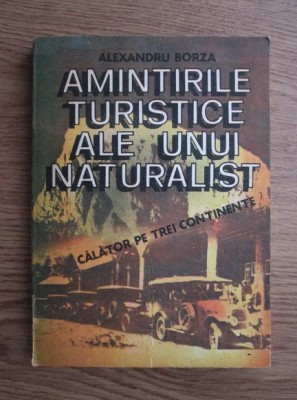 ALEXANDRU BORZA
AMINTIRILE
TURISTICE
ALE UNUI
NATURALIST
CĂLĂTOR PE TREI CONTINENTE